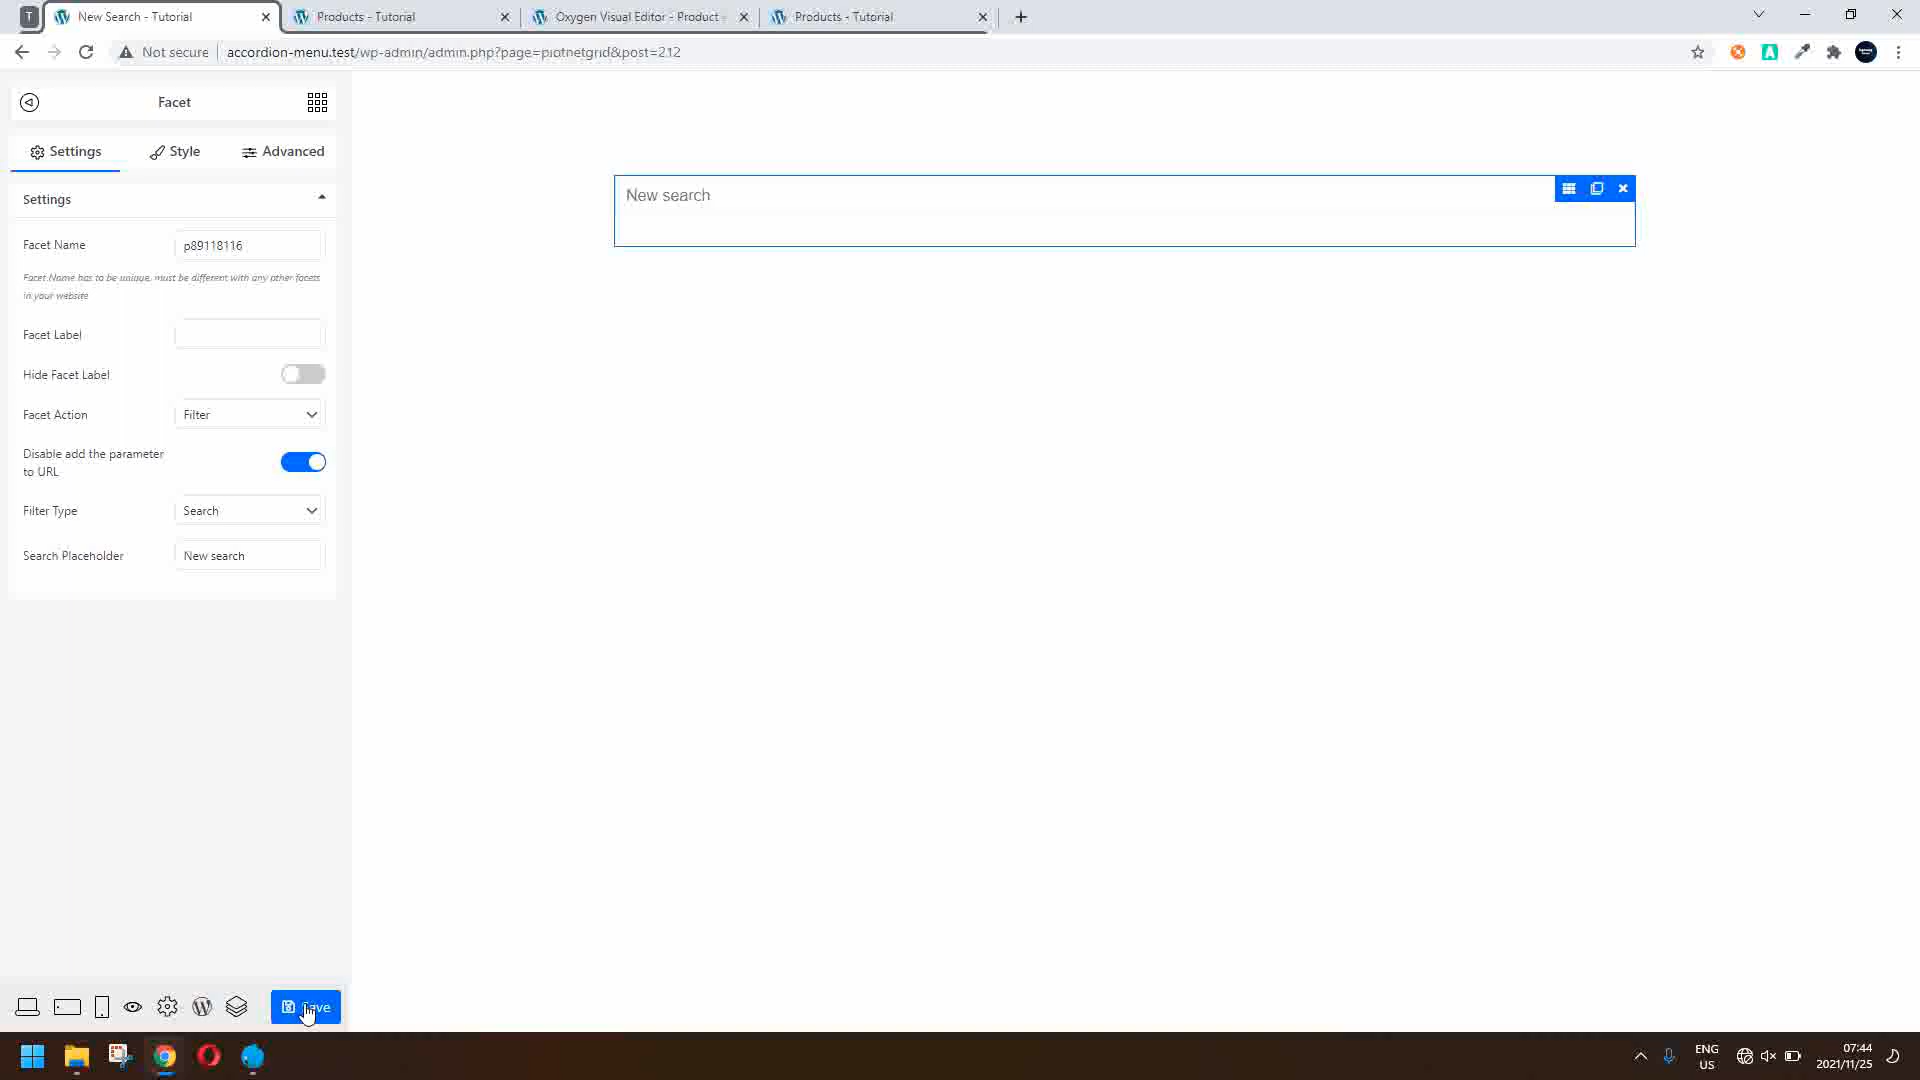 T
New Search - Tutorial
Products - Tutorial
Oxygen Visual Editor - Product -
Products - Tutorial
Not secure
accordion-menu.test/wp-admin/admin.php?page=piotnetgrid&post=212
Facet
Settings
Style
Advanced
Settings
Facet Name
p89118116
Facet Name has to be unique, must be different with any other facets
in your website
Facet Label
Hide Facet Label
Facet Action
Filter
Disable add the parameter
to URL
Filter Type
Search
Search Placeholder
New search
New search
Save
ENG
US
07:44
2021/11/25